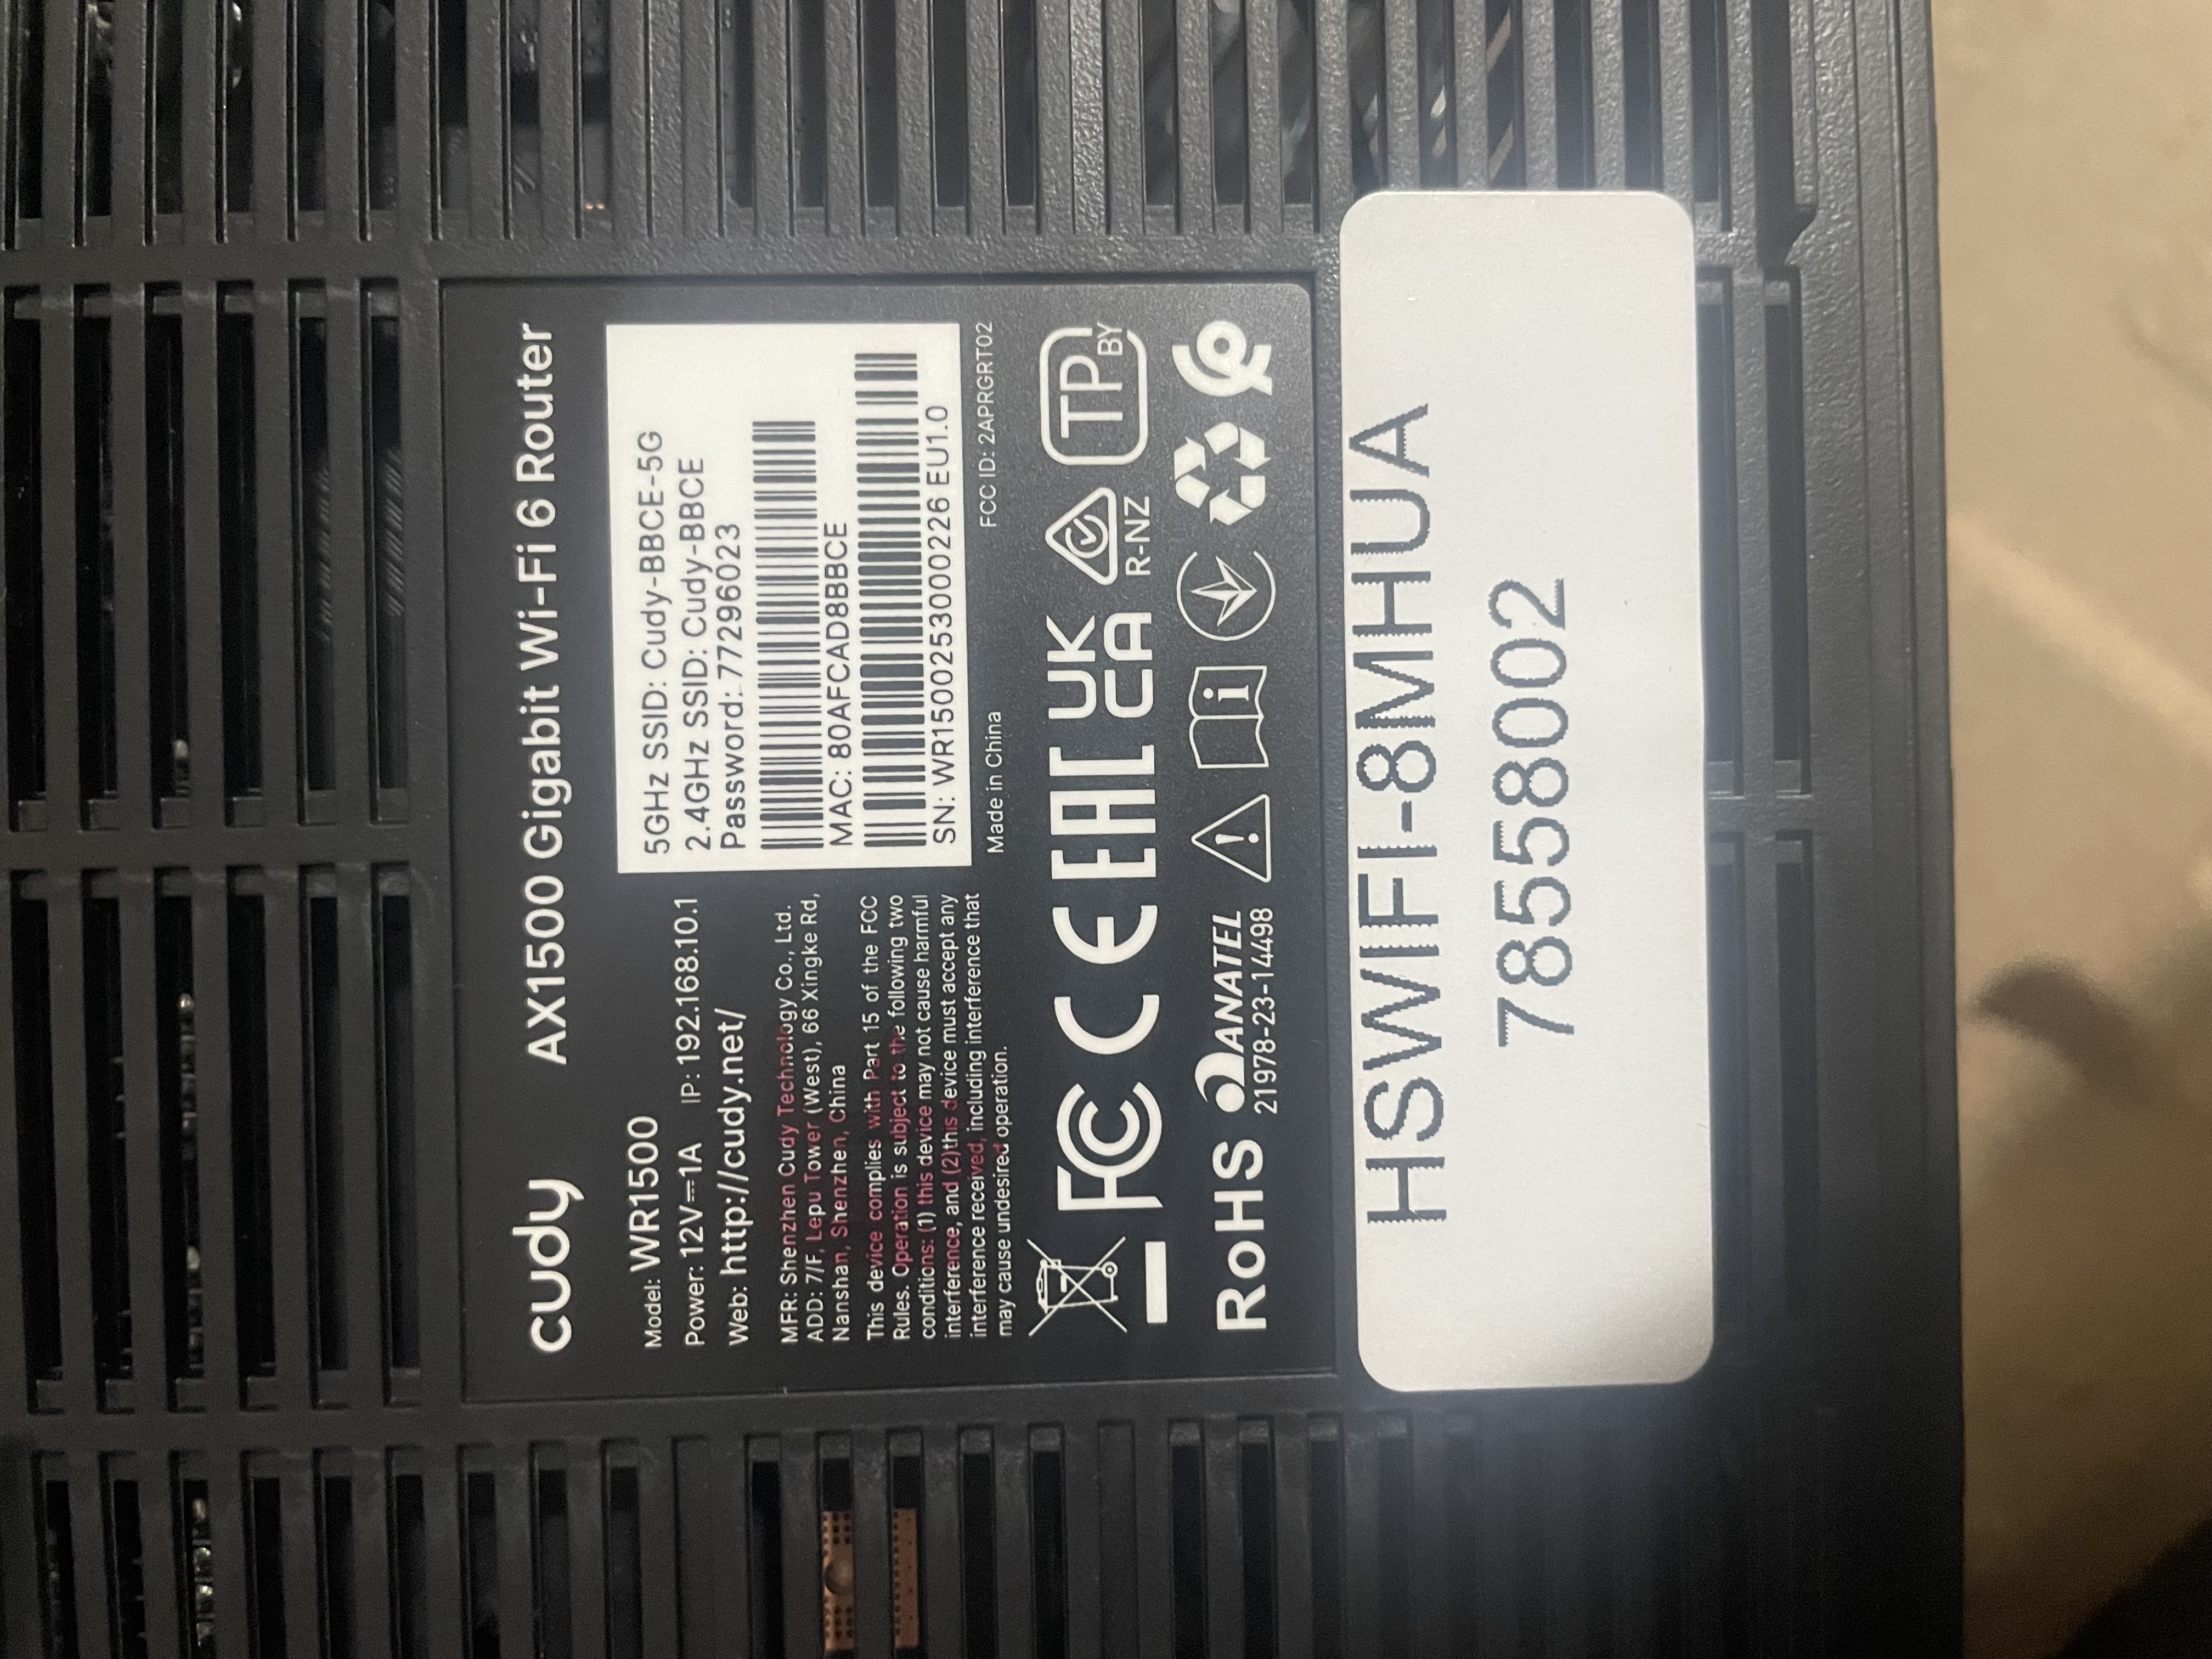 cudy AX1500 Gigabit Wi-Fi 6 Router
Model: WR1500
Power: 12V⎓1A IP: 192.168.10.1
Web: http://cudy.net/
MFR: Shenzhen Cudy Technology Co., Ltd.
ADD: 7/F, Lepu Tower (West), 66 Xingke Rd,
Nanshan, Shenzhen, China
This device complies with Part 15 of the FCC
Rules. Operation is subject to the following two
conditions: (1) this device may not cause harmful
interference, and (2)this device must accept any
interference received, including interference that
may cause undesired operation.
5GHz SSID: Cudy-BBCE-5G
2.4GHz SSID: Cudy-BBCE
Password: 77296023
MAC: 80AFCAD8BBCE
SN: WR15002530002​26 EU1.0
Made in China FCC ID: 2APRGRT02
FC CE EAC UK
CA
R-NZ
TP
BY
RoHS ANATEL
21978-23-14498
HSWIFI-8MHUA
78558002